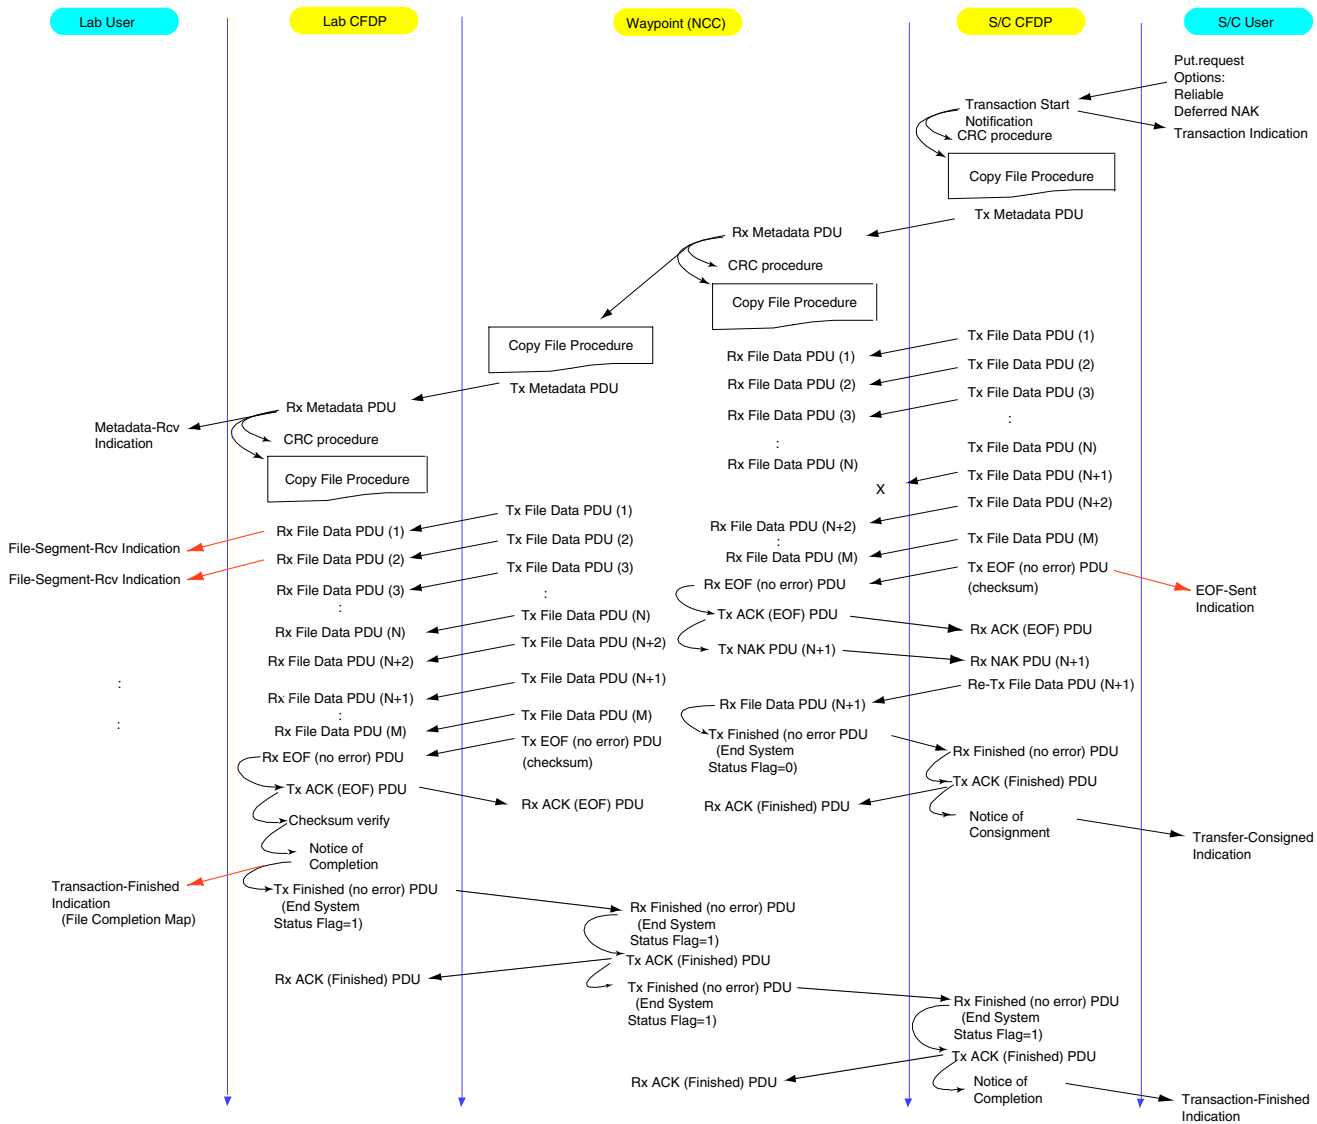 Lab User
Lab CFDP
Waypoint (NCC)
S/C CFDP
S/C User
Put.request
Options:
Reliable
Deferred NAK
Transaction Start
Notification
CRC procedure
Transaction Indication
Copy File Procedure
Tx Metadata PDU
Rx Metadata PDU
CRC procedure
Copy File Procedure
Copy File Procedure
Tx Metadata PDU
Rx Metadata PDU
Metadata-Rcv
Indication
CRC procedure
Copy File Procedure
Tx File Data PDU (1)
Rx File Data PDU (1)
Tx File Data PDU (2)
Rx File Data PDU (2)
Tx File Data PDU (3)
Rx File Data PDU (3)
:
:
Tx File Data PDU (N)
Rx File Data PDU (N)
Tx File Data PDU (N+1)
X
Tx File Data PDU (N+2)
Rx File Data PDU (N+2)
:
Tx File Data PDU (M)
Rx File Data PDU (M)
Tx EOF (no error) PDU
(checksum)
Rx EOF (no error) PDU
EOF-Sent
Indication
Tx ACK (EOF) PDU
Rx ACK (EOF) PDU
Tx NAK PDU (N+1)
Rx NAK PDU (N+1)
Re-Tx File Data PDU (N+1)
Rx File Data PDU (N+1)
Tx Finished (no error PDU
(End System
Status Flag=0)
Rx Finished (no error) PDU
Tx ACK (Finished) PDU
Rx ACK (Finished) PDU
Notice of
Consignment
Transfer-Consigned
Indication
Tx File Data PDU (1)
Rx File Data PDU (1)
File-Segment-Rcv Indication
Tx File Data PDU (2)
Rx File Data PDU (2)
File-Segment-Rcv Indication
Tx File Data PDU (3)
Rx File Data PDU (3)
:
:
Tx File Data PDU (N)
Rx File Data PDU (N)
Tx File Data PDU (N+2)
Rx File Data PDU (N+2)
:
Tx File Data PDU (N+1)
Rx File Data PDU (N+1)
:
:
Tx File Data PDU (M)
Rx File Data PDU (M)
Tx EOF (no error) PDU
(checksum)
Rx EOF (no error) PDU
Tx ACK (EOF) PDU
Rx ACK (EOF) PDU
Checksum verify
Notice of
Completion
Transaction-Finished
Indication
(File Completion Map)
Tx Finished (no error) PDU
(End System
Status Flag=1)
Rx Finished (no error) PDU
(End System
Status Flag=1)
Tx ACK (Finished) PDU
Rx ACK (Finished) PDU
Tx Finished (no error) PDU
(End System
Status Flag=1)
Rx Finished (no error) PDU
(End System
Status Flag=1)
Tx ACK (Finished) PDU
Rx ACK (Finished) PDU
Notice of
Completion
Transaction-Finished
Indication